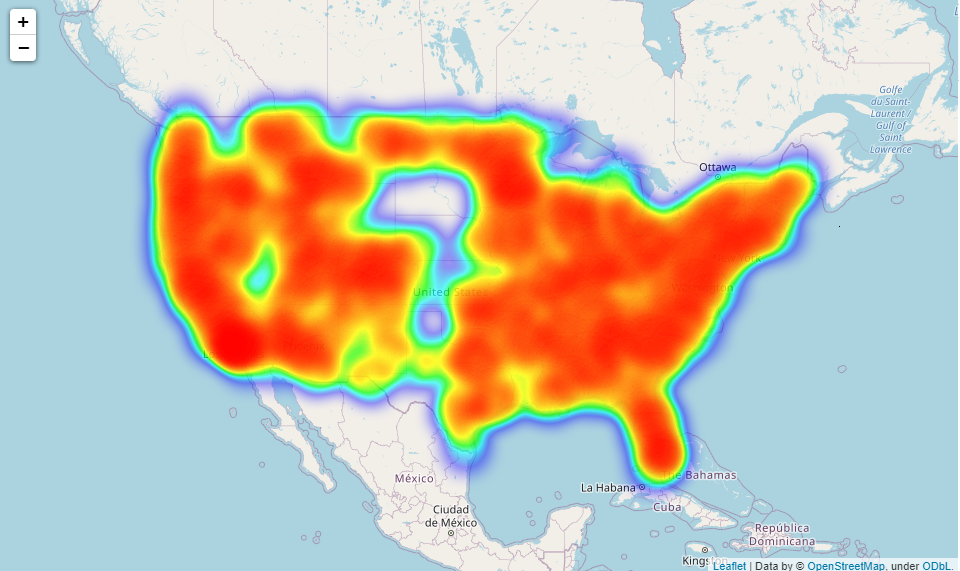 +
−
Golfe
du Saint-
Laurent /
Gulf of
Saint
Lawrence
Ottawa
United States
México
La Habana
The Bahamas
Cuba
Ciudad
de México
República
Dominicana
Leaflet | Data by © OpenStreetMap, under ODbL.